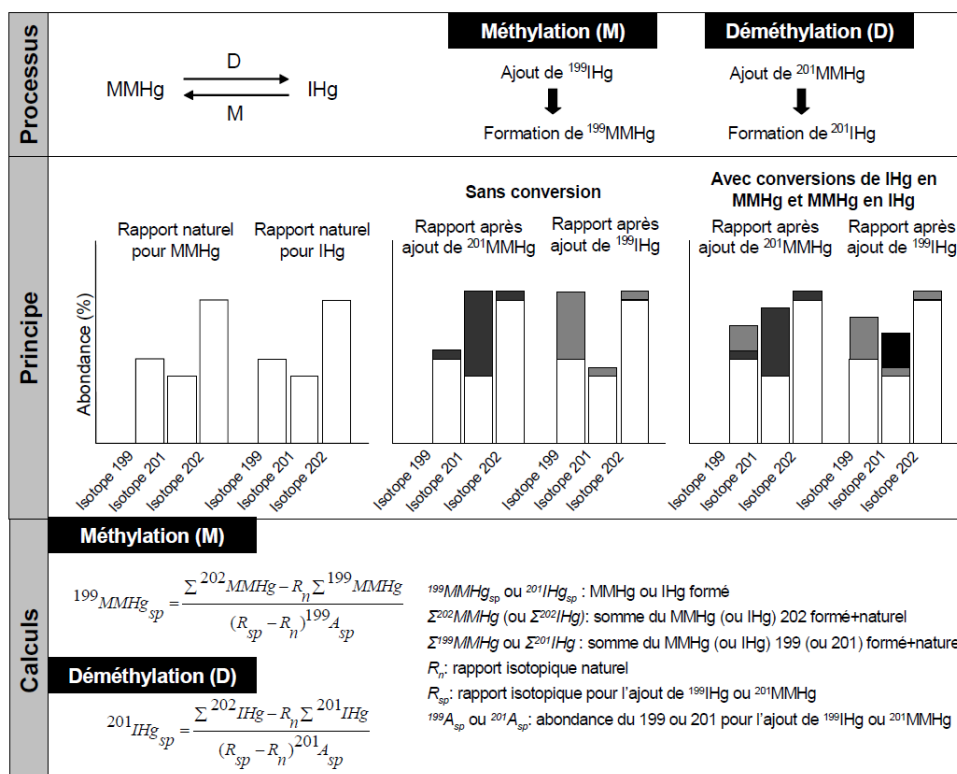 Processus
MMHg
D
M
IHg
Méthylation (M)
Ajout de ¹⁹⁹IHg
Formation de ¹⁹⁹MMHg
Déméthylation (D)
Ajout de ²⁰¹MMHg
Formation de ²⁰¹IHg
Principe
Abondance (%)
Rapport naturel
pour MMHg
Rapport naturel
pour IHg
Isotope 199
Isotope 201
Isotope 202
Isotope 199
Isotope 201
Isotope 202
Sans conversion
Rapport après
ajout de ²⁰¹MMHg
Rapport après
ajout de ¹⁹⁹IHg
Isotope 199
Isotope 201
Isotope 202
Isotope 199
Isotope 201
Isotope 202
Avec conversions de IHg en
MMHg et MMHg en IHg
Rapport après
ajout de ²⁰¹MMHg
Rapport après
ajout de ¹⁹⁹IHg
Isotope 199
Isotope 201
Isotope 202
Isotope 199
Isotope 201
Isotope 202
Calculs
Méthylation (M)
¹⁹⁹MMHg_sp = (Σ ²⁰²MMHg − R_n Σ ¹⁹⁹MMHg) / ((R_sp − R_n) ¹⁹⁹A_sp)
Déméthylation (D)
²⁰¹IHg_sp = (Σ ²⁰²IHg − R_n Σ ²⁰¹IHg) / ((R_sp − R_n) ²⁰¹A_sp)
¹⁹⁹MMHg_sp ou ²⁰¹IHg_sp : MMHg ou IHg formé
Σ²⁰²MMHg (ou Σ²⁰²IHg): somme du MMHg (ou IHg) 202 formé+naturel
Σ¹⁹⁹MMHg ou Σ²⁰¹IHg : somme du MMHg (ou IHg) 199 (ou 201) formé+nature
R_n: rapport isotopique naturel
R_sp: rapport isotopique pour l'ajout de ¹⁹⁹IHg ou ²⁰¹MMHg
¹⁹⁹A_sp ou ²⁰¹A_sp: abondance du 199 ou 201 pour l'ajout de ¹⁹⁹IHg ou ²⁰¹MMHg